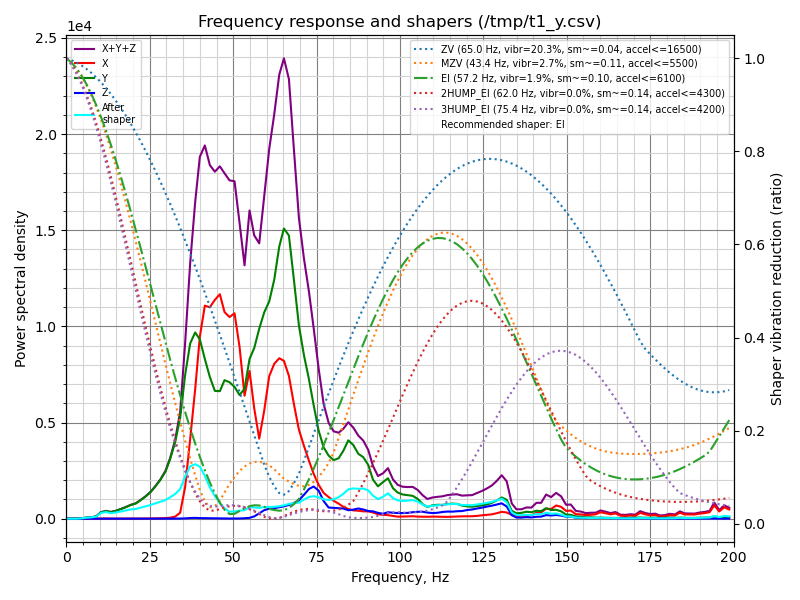 Frequency response and shapers (/tmp/t1_y.csv)
1e4
X+Y+Z
X
Y
Z
After
shaper
ZV (65.0 Hz, vibr=20.3%, sm~=0.04, accel<=16500)
MZV (43.4 Hz, vibr=2.7%, sm~=0.11, accel<=5500)
EI (57.2 Hz, vibr=1.9%, sm~=0.10, accel<=6100)
2HUMP_EI (62.0 Hz, vibr=0.0%, sm~=0.14, accel<=4300)
3HUMP_EI (75.4 Hz, vibr=0.0%, sm~=0.14, accel<=4200)
Recommended shaper: EI
Power spectral density
2.5
2.0
1.5
1.0
0.5
0.0
Shaper vibration reduction (ratio)
1.0
0.8
0.6
0.4
0.2
0.0
0 25 50 75 100 125 150 175 200
Frequency, Hz